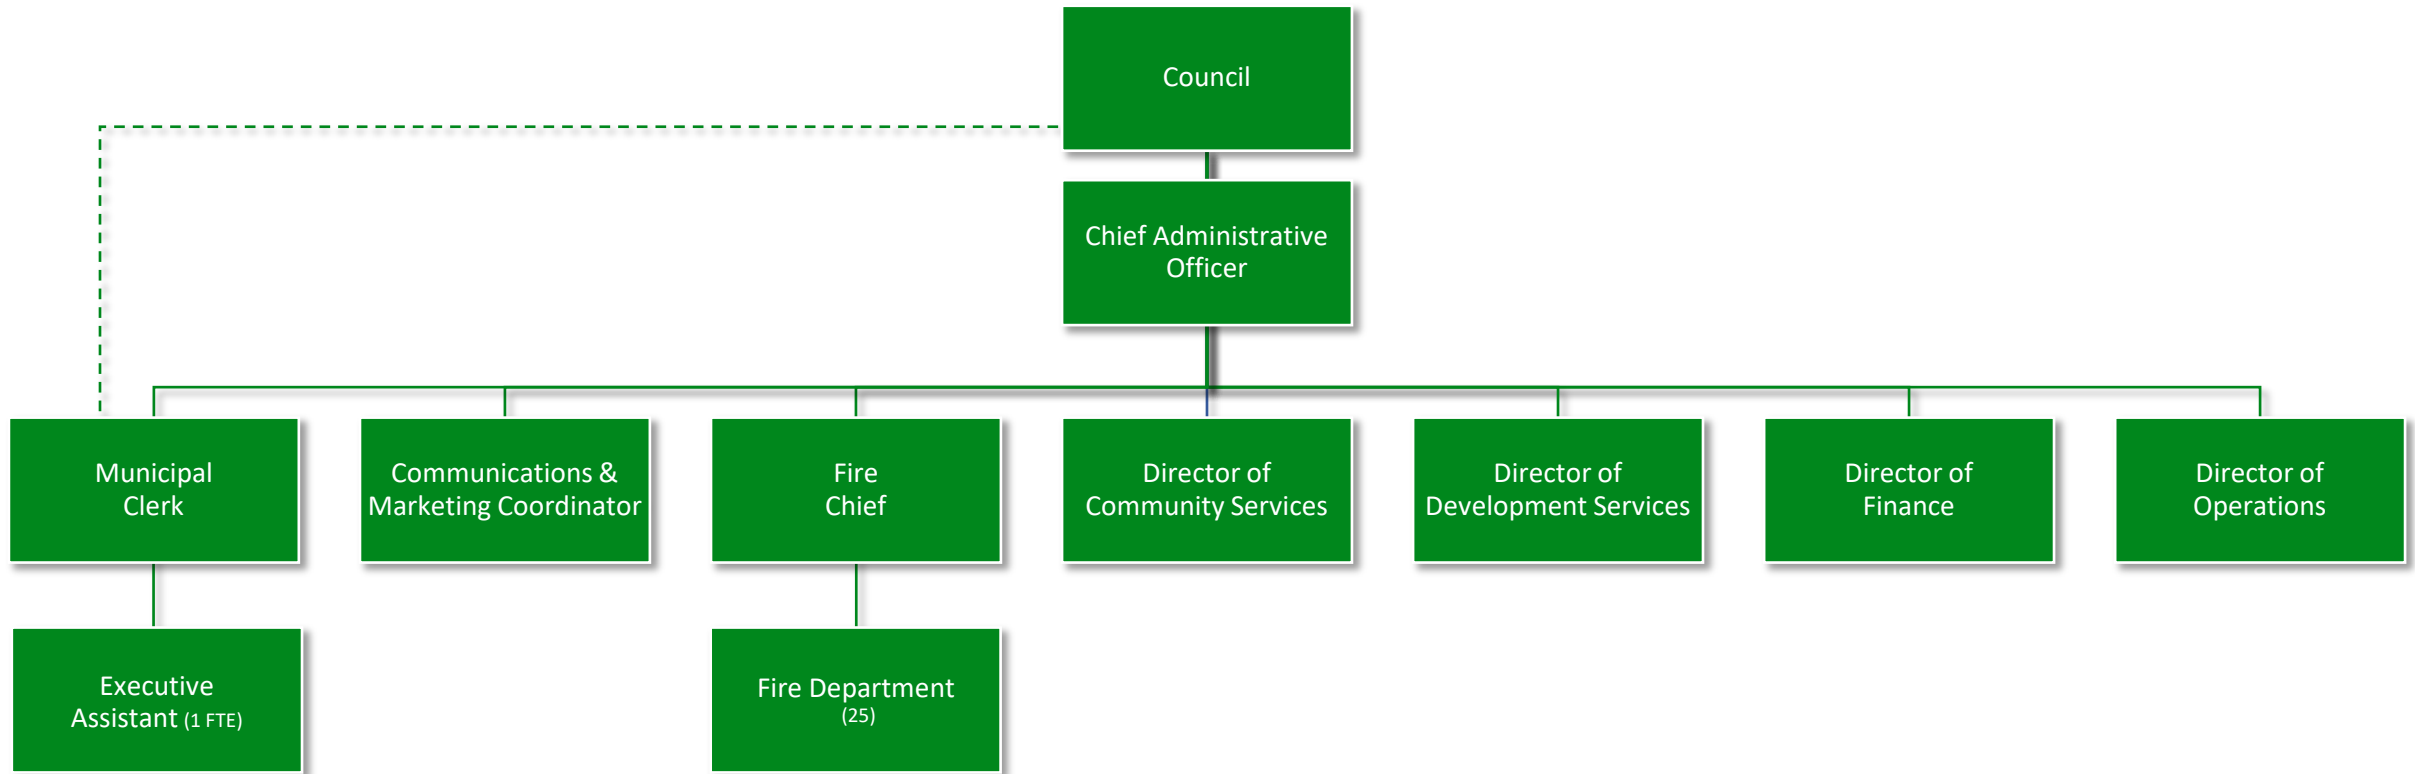 Council
Chief Administrative
Officer
Municipal
Clerk
Communications &
Marketing Coordinator
Fire
Chief
Director of
Community Services
Director of
Development Services
Director of
Finance
Director of
Operations
Executive
Assistant (1 FTE)
Fire Department
(25)